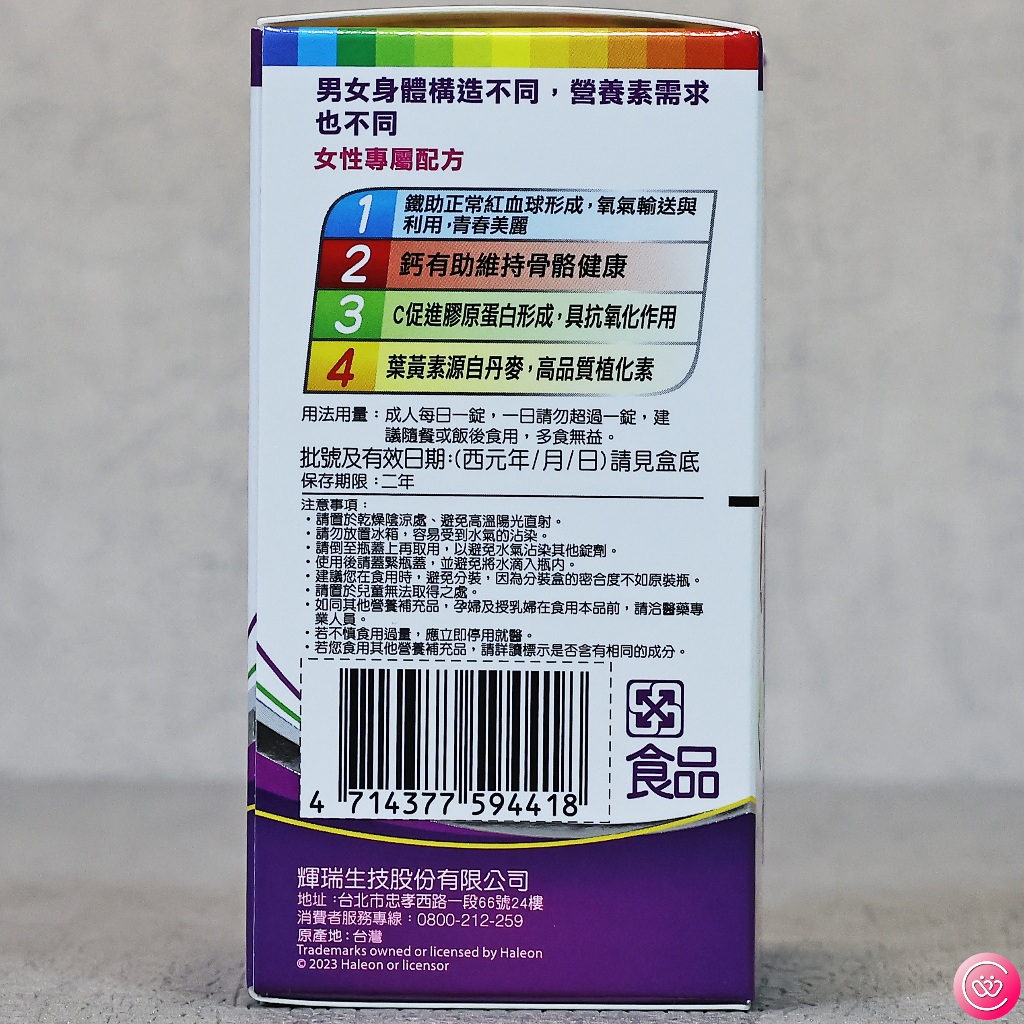 男女身體構造不同，營養素需求
也不同
女性專屬配方
1 鐵助正常紅血球形成，氧氣輸送與
利用，青春美麗
2 鈣有助維持骨骼健康
3 C促進膠原蛋白形成，具抗氧化作用
4 葉黃素源自丹麥，高品質植化素
用法用量：成人每日一錠，一日請勿超過一錠，建
議隨餐或飯後食用，多食無益。
批號及有效日期:(西元年/月/日)請見盒底
保存期限：二年
注意事項：
・請置於乾燥陰涼處、避免高溫陽光直射。
・請勿放置冰箱，容易受到水氣的沾染。
・請倒至瓶蓋上再取用，以避免水氣沾染其他錠劑。
・使用後請蓋緊瓶蓋，並避免將水滴入瓶內。
・建議您在食用時，避免分裝，因為分裝盒的密合度不如原裝瓶。
・請置於兒童無法取得之處。
・如同其他營養補充品，孕婦及授乳婦在食用本品前，請洽醫藥專
業人員。
・若不慎食用過量，應立即停用就醫。
・若您食用其他營養補充品，請詳讀標示是否含有相同的成分。
4 714377 594418
食品
輝瑞生技股份有限公司
地址：台北市忠孝西路一段66號24樓
消費者服務專線：0800-212-259
原產地：台灣
Trademarks owned or licensed by Haleon
© 2023 Haleon or licensor